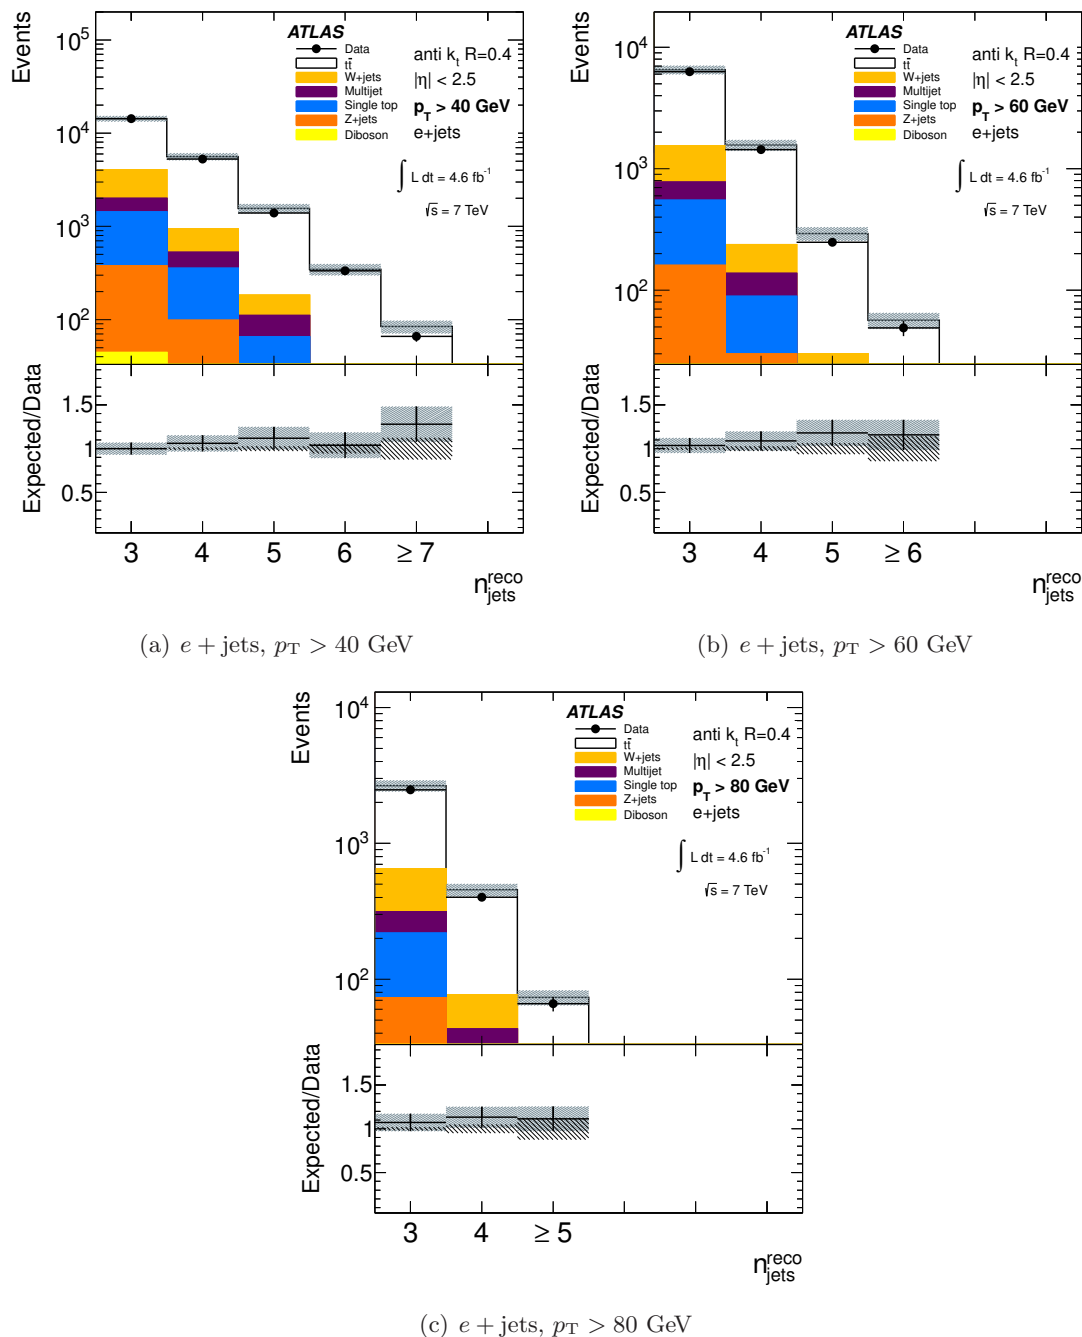 Events
10^5
10^4
10^3
10^2
ATLAS
Data
tt̄
W+jets
Multijet
Single top
Z+jets
Diboson
anti k_t R=0.4
|η| < 2.5
p_T > 40 GeV
e+jets
∫ L dt = 4.6 fb^-1
√s = 7 TeV
Expected/Data
1.5
1
0.5
3 4 5 6 ≥ 7
n_jets^reco
(a) e + jets, p_T > 40 GeV
Events
10^4
10^3
10^2
ATLAS
Data
tt̄
W+jets
Multijet
Single top
Z+jets
Diboson
anti k_t R=0.4
|η| < 2.5
p_T > 60 GeV
e+jets
∫ L dt = 4.6 fb^-1
√s = 7 TeV
Expected/Data
1.5
1
0.5
3 4 5 ≥ 6
n_jets^reco
(b) e + jets, p_T > 60 GeV
Events
10^4
10^3
10^2
ATLAS
Data
tt̄
W+jets
Multijet
Single top
Z+jets
Diboson
anti k_t R=0.4
|η| < 2.5
p_T > 80 GeV
e+jets
∫ L dt = 4.6 fb^-1
√s = 7 TeV
Expected/Data
1.5
1
0.5
3 4 ≥ 5
n_jets^reco
(c) e + jets, p_T > 80 GeV